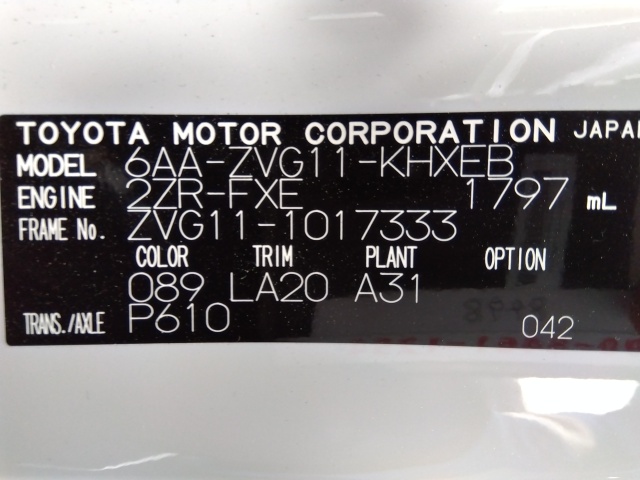 TOYOTA MOTOR CORPORATION JAPAN
MODEL 6AA-ZVG11-KHXEB
ENGINE 2ZR-FXE 1797 mL
FRAME No. ZVG11-1017333
COLOR TRIM PLANT OPTION
089 LA20 A31
TRANS./AXLE P610 042